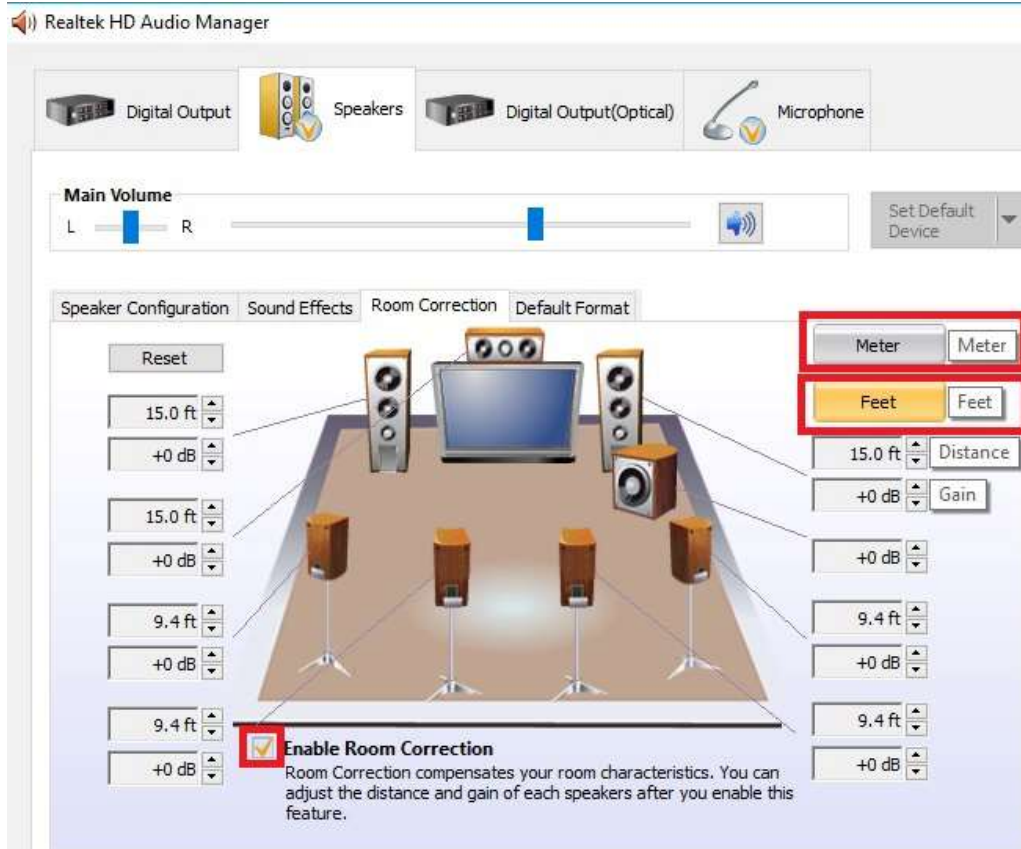 Realtek HD Audio Manager
Digital Output
Speakers
Digital Output(Optical)
Microphone
Main Volume
L R
Set Default
Device
Speaker Configuration Sound Effects Room Correction Default Format
Reset
Meter Meter
Feet Feet
15.0 ft
+0 dB
15.0 ft
+0 dB
9.4 ft
+0 dB
9.4 ft
+0 dB
15.0 ft Distance
+0 dB Gain
+0 dB
9.4 ft
+0 dB
9.4 ft
+0 dB
Enable Room Correction
Room Correction compensates your room characteristics. You can
adjust the distance and gain of each speakers after you enable this
feature.